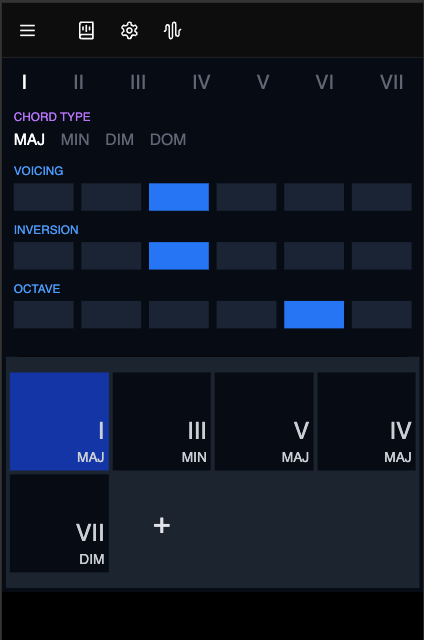 I II III IV V VI VII
CHORD TYPE
MAJ MIN DIM DOM
VOICING
INVERSION
OCTAVE
I III V IV
MAJ MIN MAJ MAJ
VII +
DIM